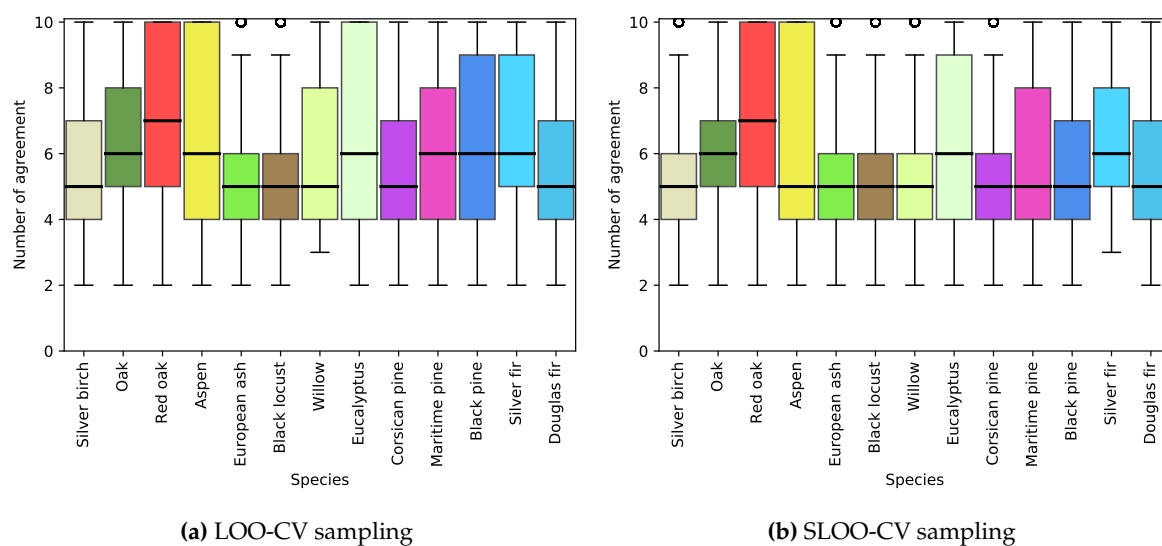 10
8
6
4
2
0
Number of agreement
Silver birch
Oak
Red oak
Aspen
European ash
Black locust
Willow
Eucalyptus
Corsican pine
Maritime pine
Black pine
Silver fir
Douglas fir
Species
(a) LOO-CV sampling
10
8
6
4
2
0
Number of agreement
Silver birch
Oak
Red oak
Aspen
European ash
Black locust
Willow
Eucalyptus
Corsican pine
Maritime pine
Black pine
Silver fir
Douglas fir
Species
(b) SLOO-CV sampling